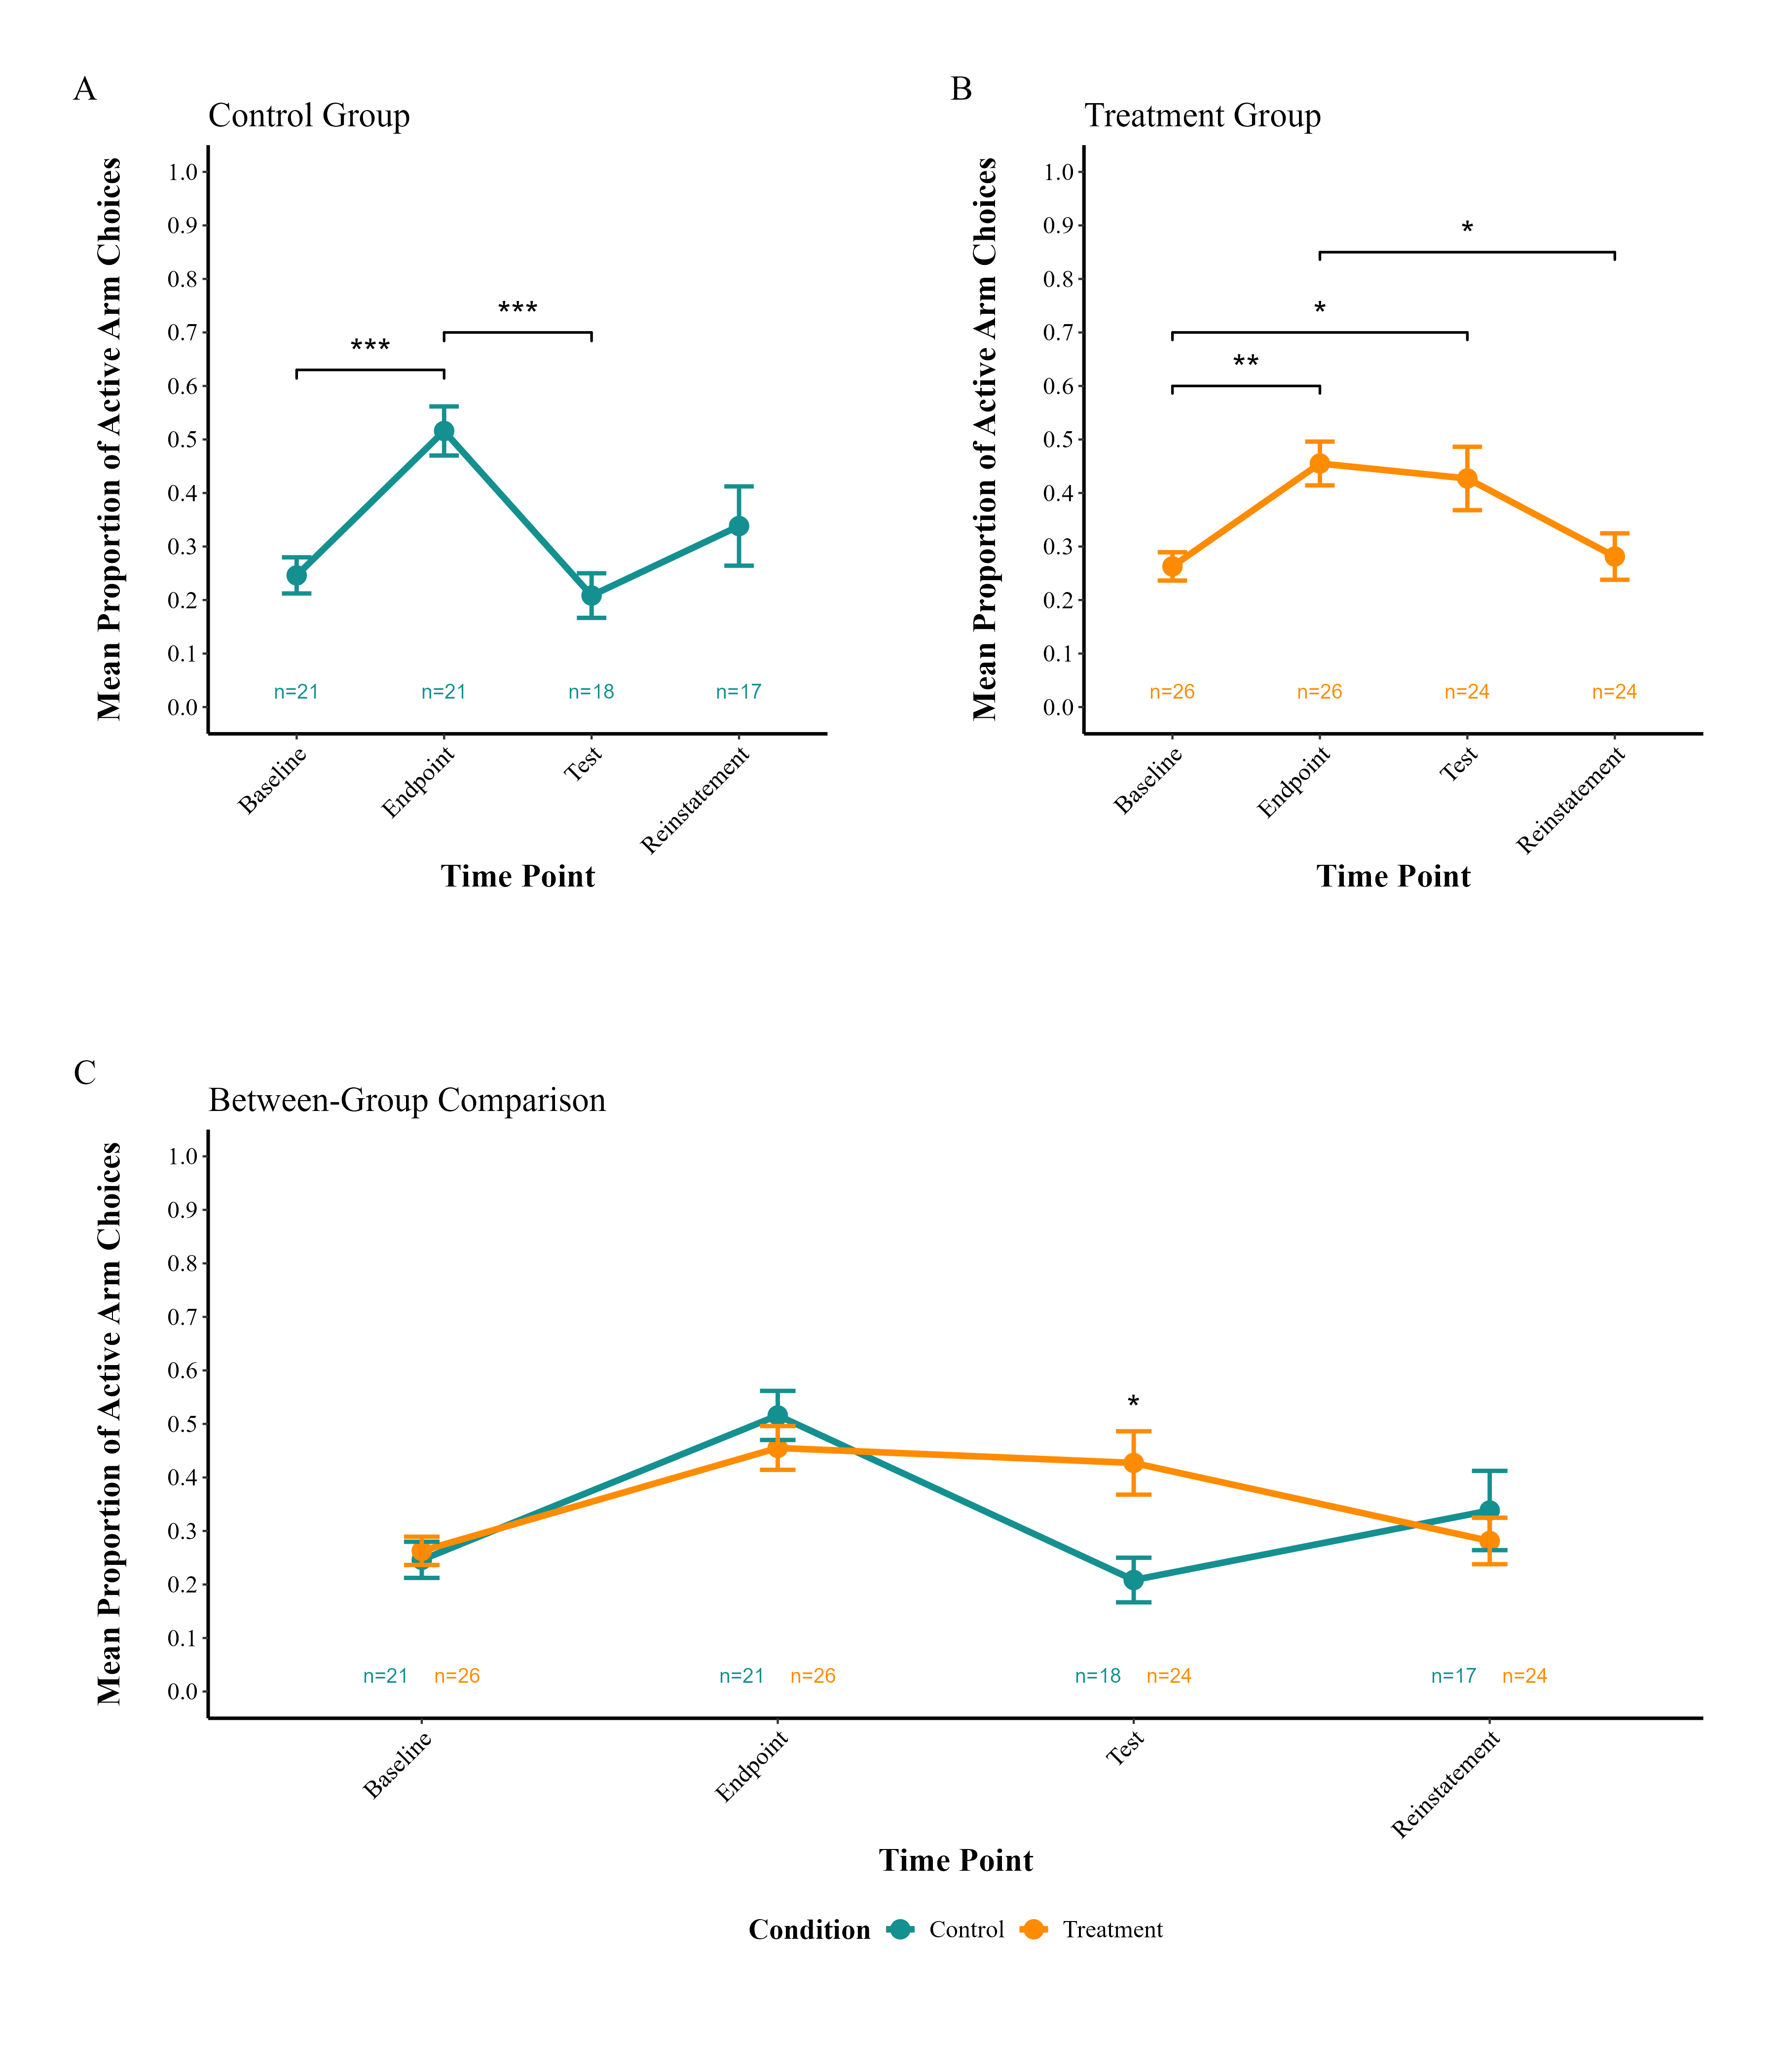 A
Control Group
Mean Proportion of Active Arm Choices
1.0
0.9
0.8
0.7
0.6
0.5
0.4
0.3
0.2
0.1
0.0
***
***
n=21
n=21
n=18
n=17
Baseline
Endpoint
Test
Reinstatement
Time Point
B
Treatment Group
Mean Proportion of Active Arm Choices
1.0
0.9
0.8
0.7
0.6
0.5
0.4
0.3
0.2
0.1
0.0
*
*
**
n=26
n=26
n=24
n=24
Baseline
Endpoint
Test
Reinstatement
Time Point
C
Between-Group Comparison
Mean Proportion of Active Arm Choices
1.0
0.9
0.8
0.7
0.6
0.5
0.4
0.3
0.2
0.1
0.0
*
n=21 n=26
n=21 n=26
n=18 n=24
n=17 n=24
Baseline
Endpoint
Test
Reinstatement
Time Point
Condition Control Treatment